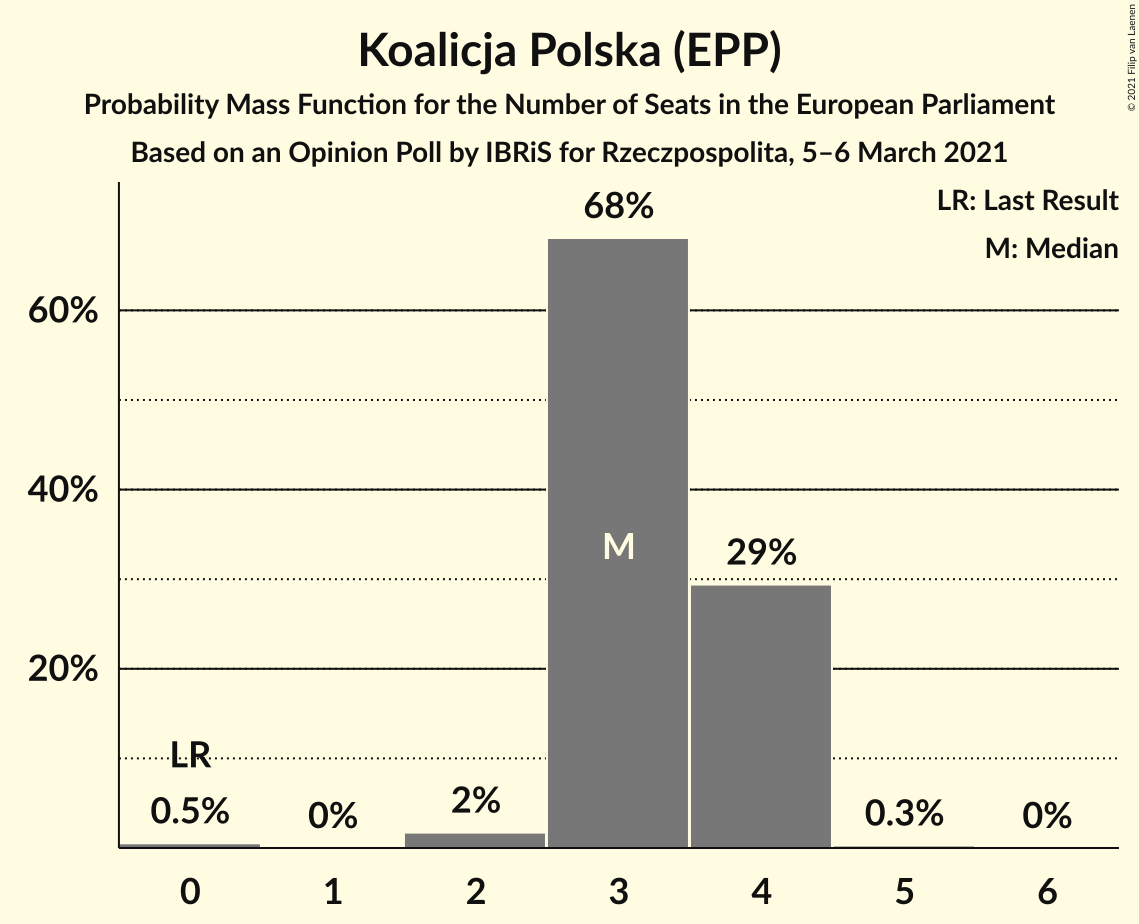 Koalicja Polska (EPP)
Probability Mass Function for the Number of Seats in the European Parliament
Based on an Opinion Poll by IBRiS for Rzeczpospolita, 5–6 March 2021
© 2021 Filip van Laenen
LR: Last Result
M: Median
68%
60%
40%
M
29%
20%
LR
0.5%
0%
2%
0.3%
0%
0 1 2 3 4 5 6